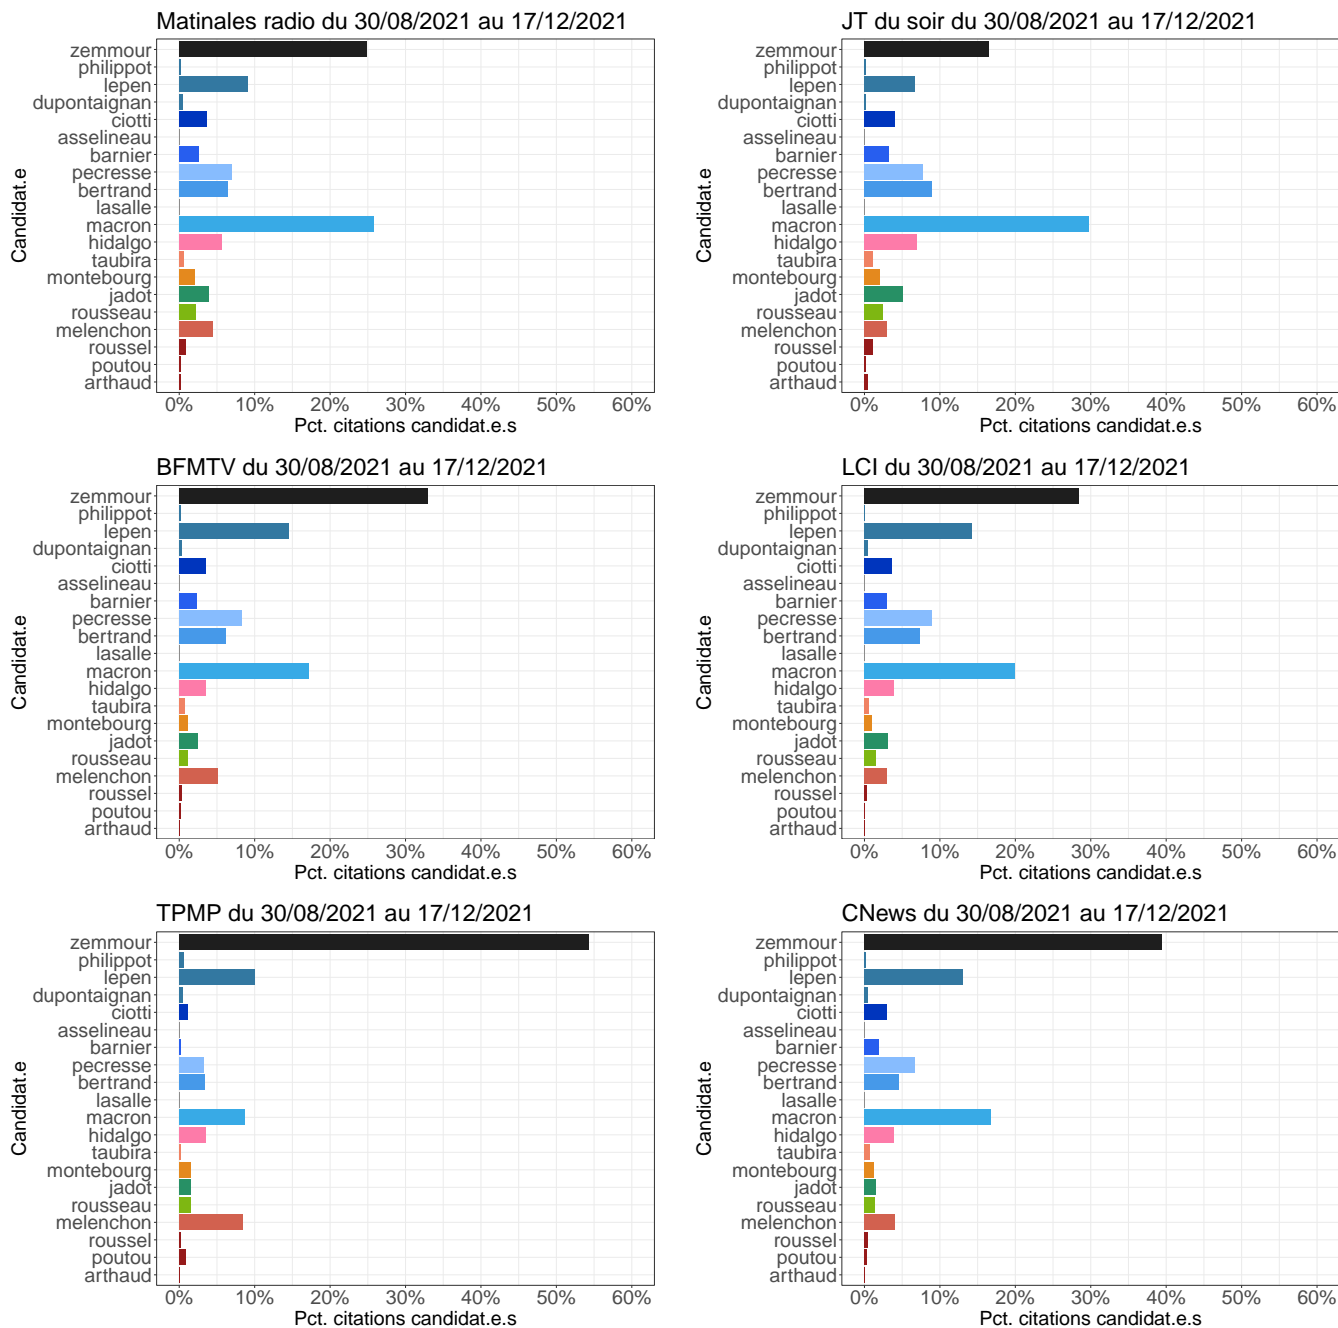 Matinales radio du 30/08/2021 au 17/12/2021
Candidat.e
zemmour
philippot
lepen
dupontaignan
ciotti
asselineau
barnier
pecresse
bertrand
lasalle
macron
hidalgo
taubira
montebourg
jadot
rousseau
melenchon
roussel
poutou
arthaud
0% 10% 20% 30% 40% 50% 60%
Pct. citations candidat.e.s
JT du soir du 30/08/2021 au 17/12/2021
Candidat.e
zemmour
philippot
lepen
dupontaignan
ciotti
asselineau
barnier
pecresse
bertrand
lasalle
macron
hidalgo
taubira
montebourg
jadot
rousseau
melenchon
roussel
poutou
arthaud
0% 10% 20% 30% 40% 50% 60%
Pct. citations candidat.e.s
BFMTV du 30/08/2021 au 17/12/2021
Candidat.e
zemmour
philippot
lepen
dupontaignan
ciotti
asselineau
barnier
pecresse
bertrand
lasalle
macron
hidalgo
taubira
montebourg
jadot
rousseau
melenchon
roussel
poutou
arthaud
0% 10% 20% 30% 40% 50% 60%
Pct. citations candidat.e.s
LCI du 30/08/2021 au 17/12/2021
Candidat.e
zemmour
philippot
lepen
dupontaignan
ciotti
asselineau
barnier
pecresse
bertrand
lasalle
macron
hidalgo
taubira
montebourg
jadot
rousseau
melenchon
roussel
poutou
arthaud
0% 10% 20% 30% 40% 50% 60%
Pct. citations candidat.e.s
TPMP du 30/08/2021 au 17/12/2021
Candidat.e
zemmour
philippot
lepen
dupontaignan
ciotti
asselineau
barnier
pecresse
bertrand
lasalle
macron
hidalgo
taubira
montebourg
jadot
rousseau
melenchon
roussel
poutou
arthaud
0% 10% 20% 30% 40% 50% 60%
Pct. citations candidat.e.s
CNews du 30/08/2021 au 17/12/2021
Candidat.e
zemmour
philippot
lepen
dupontaignan
ciotti
asselineau
barnier
pecresse
bertrand
lasalle
macron
hidalgo
taubira
montebourg
jadot
rousseau
melenchon
roussel
poutou
arthaud
0% 10% 20% 30% 40% 50% 60%
Pct. citations candidat.e.s